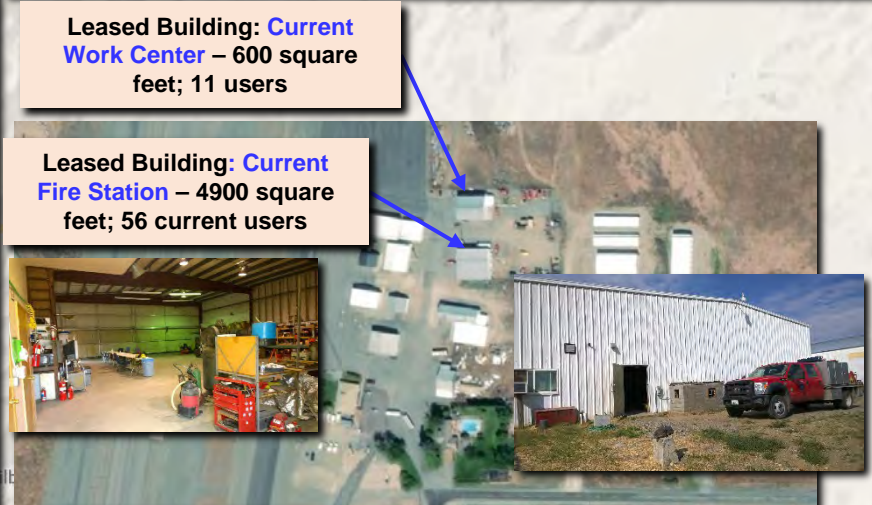 Leased Building: Current
Work Center – 600 square
feet; 11 users
Leased Building: Current
Fire Station – 4900 square
feet; 56 current users